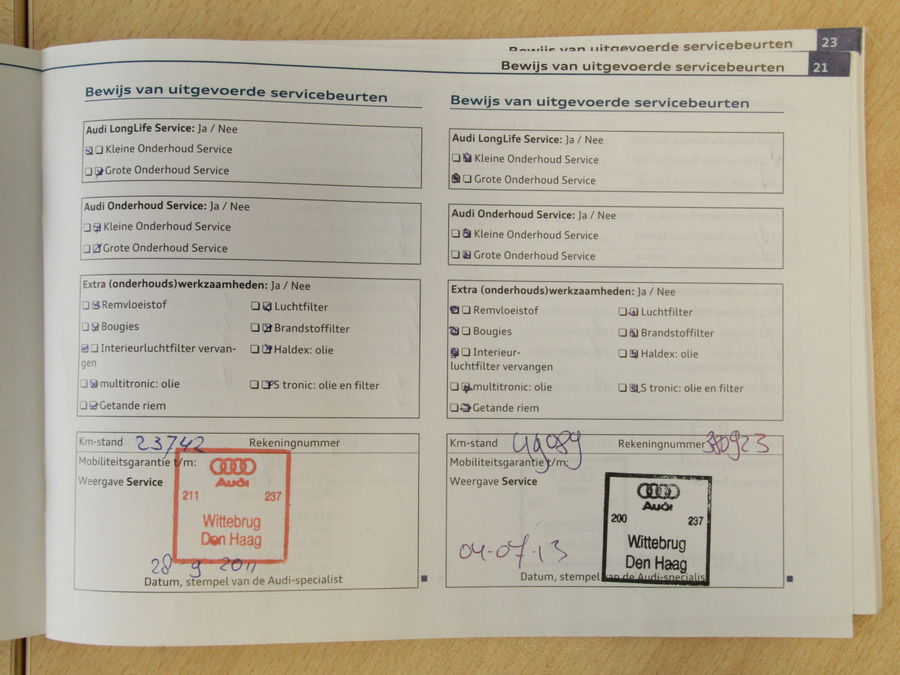 Bewijs van uitgevoerde servicebeurten 23
Bewijs van uitgevoerde servicebeurten 21
Bewijs van uitgevoerde servicebeurten
Audi LongLife Service: Ja / Nee
Kleine Onderhoud Service
Grote Onderhoud Service
Audi Onderhoud Service: Ja / Nee
Kleine Onderhoud Service
Grote Onderhoud Service
Extra (onderhouds)werkzaamheden: Ja / Nee
Remvloeistof Luchtfilter
Bougies Brandstoffilter
Interieurluchtfilter vervan- Haldex: olie
gen
multitronic: olie S tronic: olie en filter
Getande riem
Km-stand 23742 Rekeningnummer
Mobiliteitsgarantie t/m:
Weergave Service
Audi
211 237
Wittebrug
Den Haag
28-9 2011
Datum, stempel van de Audi-specialist
Bewijs van uitgevoerde servicebeurten
Audi LongLife Service: Ja / Nee
Kleine Onderhoud Service
Grote Onderhoud Service
Audi Onderhoud Service: Ja / Nee
Kleine Onderhoud Service
Grote Onderhoud Service
Extra (onderhouds)werkzaamheden: Ja / Nee
Remvloeistof Luchtfilter
Bougies Brandstoffilter
Interieur- Haldex: olie
luchtfilter vervangen
multitronic: olie S tronic: olie en filter
Getande riem
Km-stand 49089 Rekeningnummer 380923
Mobiliteitsgarantie t/m:
Weergave Service
Audi
200 237
Wittebrug
Den Haag
04-07-13
Datum, stempel van de Audi-specialis